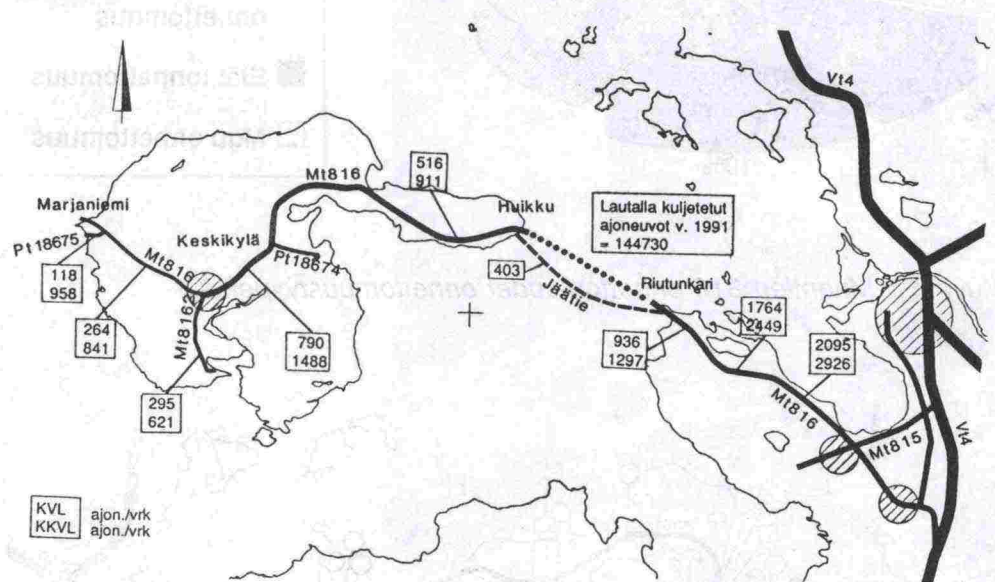 Vt4
Mt816
516
911
Marjaniemi
Huikku
Lautalla kuljetetut
ajoneuvot v. 1991
= 144730
Pt18675
Keskikylä
Pt18674
118
958
Mt816
403
Jäätie
Riutunkari
264
841
Mt8162
790
1488
936
1297
1764
2449
2095
2926
295
621
Mt816
Mt815
Vt4
KVL ajon./vrk
KKVL ajon./vrk